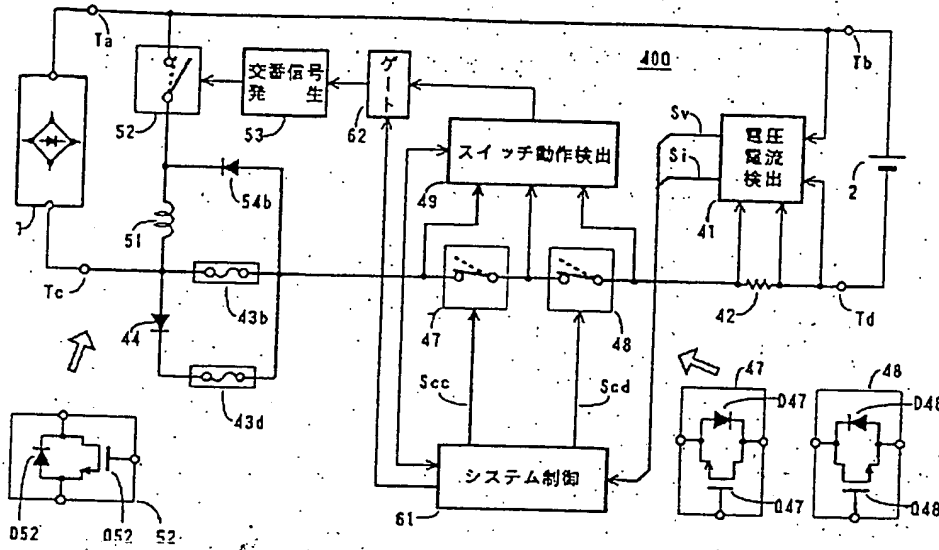 Ta
400
Tb
交番信号
発 生
ゲート
52
53
62
Sv
電圧
電流
検出
スイッチ動作検出
Si
54b
49
41
2
51
Tc
43b
47
48
42
Td
44
43d
Scc
Scd
47
48
D47
D48
システム制御
61
D52
Q52
52
Q47
Q48